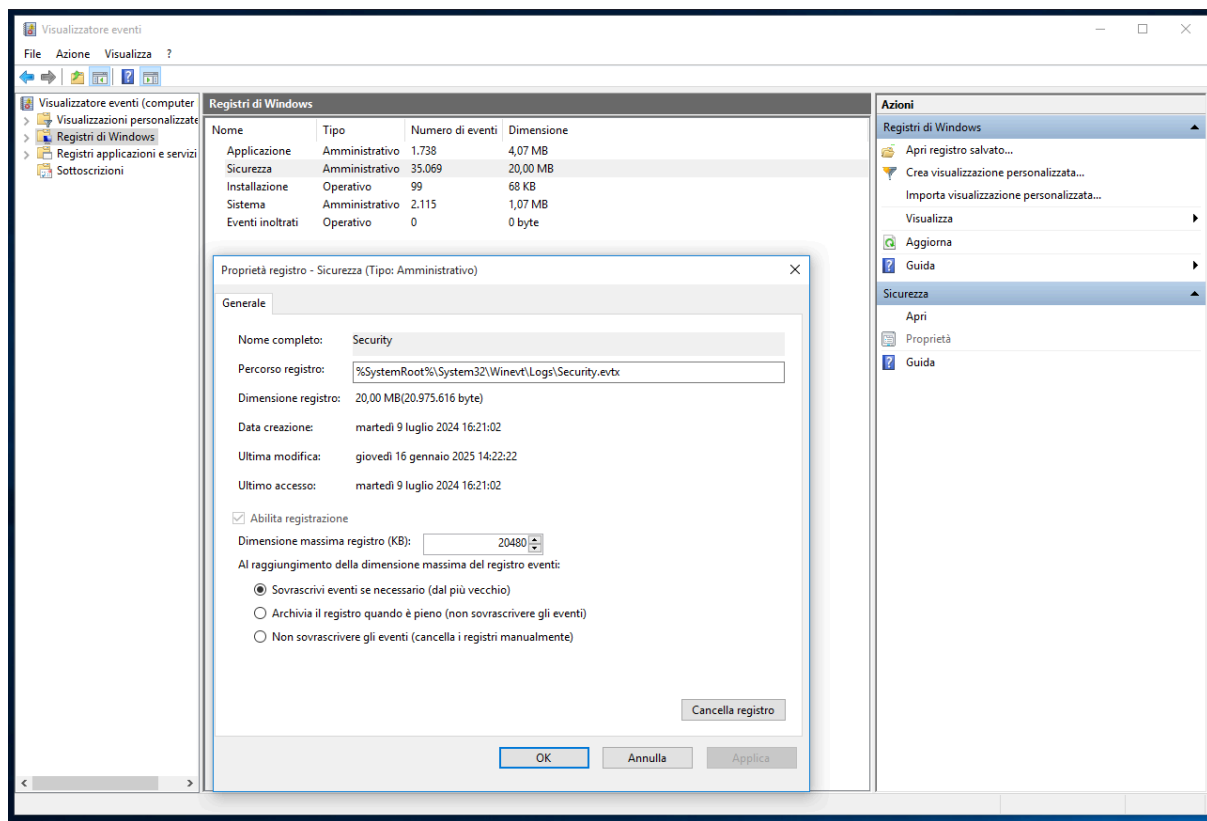 Visualizzatore eventi
File Azione Visualizza ?
Visualizzatore eventi (computer
Visualizzazioni personalizzate
Registri di Windows
Registri applicazioni e servizi
Sottoscrizioni
Registri di Windows
Nome Tipo Numero di eventi Dimensione
Applicazione Amministrativo 1.738 4,07 MB
Sicurezza Amministrativo 35.069 20,00 MB
Installazione Operativo 99 68 KB
Sistema Amministrativo 2.115 1,07 MB
Eventi inoltrati Operativo 0 0 byte
Proprietà registro - Sicurezza (Tipo: Amministrativo)
Generale
Nome completo: Security
Percorso registro: %SystemRoot%\System32\Winevt\Logs\Security.evtx
Dimensione registro: 20,00 MB(20.975.616 byte)
Data creazione: martedì 9 luglio 2024 16:21:02
Ultima modifica: giovedì 16 gennaio 2025 14:22:22
Ultimo accesso: martedì 9 luglio 2024 16:21:02
Abilita registrazione
Dimensione massima registro (KB): 20480
Al raggiungimento della dimensione massima del registro eventi:
Sovrascrivi eventi se necessario (dal più vecchio)
Archivia il registro quando è pieno (non sovrascrivere gli eventi)
Non sovrascrivere gli eventi (cancella i registri manualmente)
Cancella registro
OK Annulla Applica
Azioni
Registri di Windows
Apri registro salvato...
Crea visualizzazione personalizzata...
Importa visualizzazione personalizzata...
Visualizza
Aggiorna
Guida
Sicurezza
Apri
Proprietà
Guida